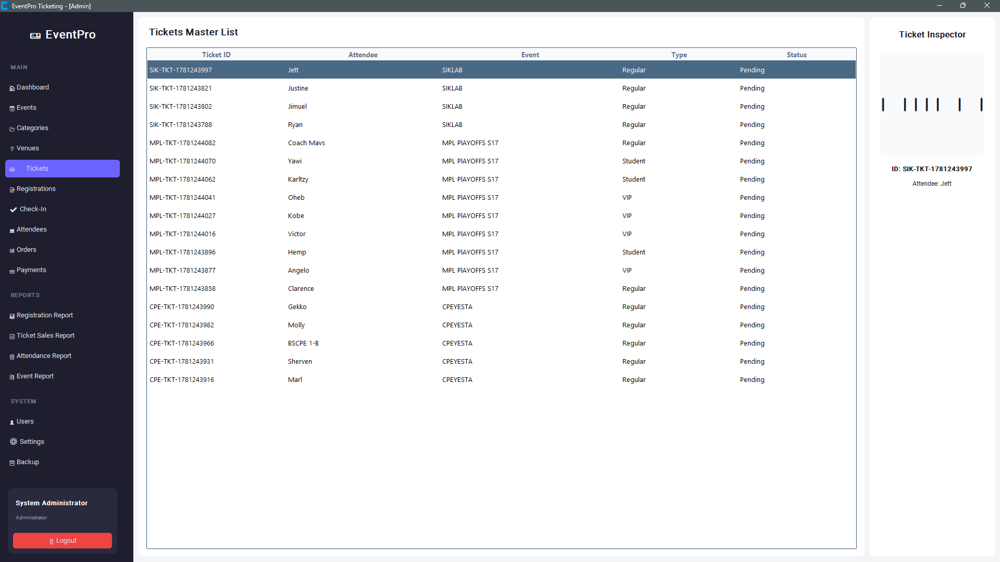 EventPro Ticketing - [Admin]
EventPro
MAIN
Dashboard
Events
Categories
Venues
Tickets
Registrations
Check-In
Attendees
Orders
Payments
REPORTS
Registration Report
Ticket Sales Report
Attendance Report
Event Report
SYSTEM
Users
Settings
Backup
System Administrator
Administrator
Logout
Tickets Master List
Ticket ID Attendee Event Type Status
SIK-TKT-1781243997 Jett SIKLAB Regular Pending
SIK-TKT-1781243821 Justine SIKLAB Regular Pending
SIK-TKT-1781243802 Jimuel SIKLAB Regular Pending
SIK-TKT-1781243788 Ryan SIKLAB Regular Pending
MPL-TKT-1781244082 Coach Mavs MPL PlAYOFFS S17 Regular Pending
MPL-TKT-1781244070 Yawi MPL PlAYOFFS S17 Student Pending
MPL-TKT-1781244062 Karltzy MPL PlAYOFFS S17 Student Pending
MPL-TKT-1781244041 Oheb MPL PlAYOFFS S17 VIP Pending
MPL-TKT-1781244027 Kobe MPL PlAYOFFS S17 VIP Pending
MPL-TKT-1781244016 Victor MPL PlAYOFFS S17 VIP Pending
MPL-TKT-1781243896 Hemp MPL PlAYOFFS S17 Student Pending
MPL-TKT-1781243877 Angelo MPL PlAYOFFS S17 VIP Pending
MPL-TKT-1781243858 Clarence MPL PlAYOFFS S17 Regular Pending
CPE-TKT-1781243990 Gekko CPEYESTA Regular Pending
CPE-TKT-1781243982 Molly CPEYESTA Regular Pending
CPE-TKT-1781243966 BSCPE 1-B CPEYESTA Regular Pending
CPE-TKT-1781243931 Sherven CPEYESTA Regular Pending
CPE-TKT-1781243916 Marl CPEYESTA Regular Pending
Ticket Inspector
ID: SIK-TKT-1781243997
Attendee: Jett